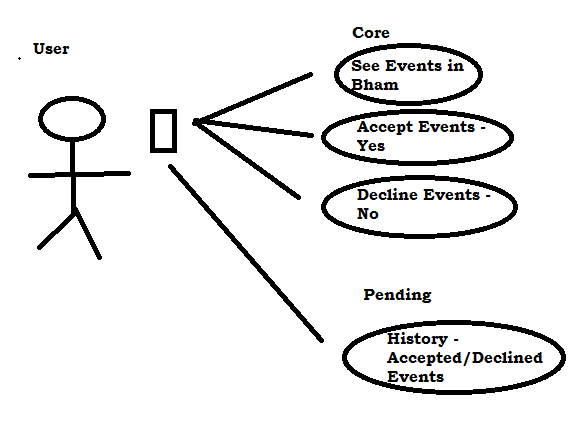 User
Core
See Events in
Bham
Accept Events -
Yes
Decline Events -
No
Pending
History -
Accepted/Declined
Events